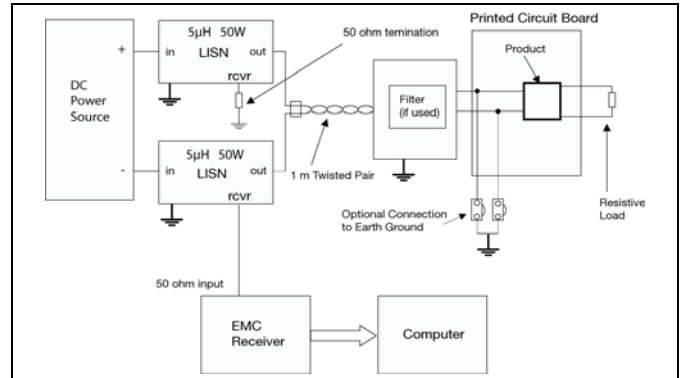 Printed Circuit Board
5µH 50W
LISN
in
out
rcvr
50 ohm temination
Product
+
DC
Power
Source
-
Filter
(if used)
5µH 50W
LISN
in
out
rcvr
1 m Twisted Pair
Optional Connection
to Earth Ground
Resistive
Load
50 ohm input
EMC
Receiver
Computer